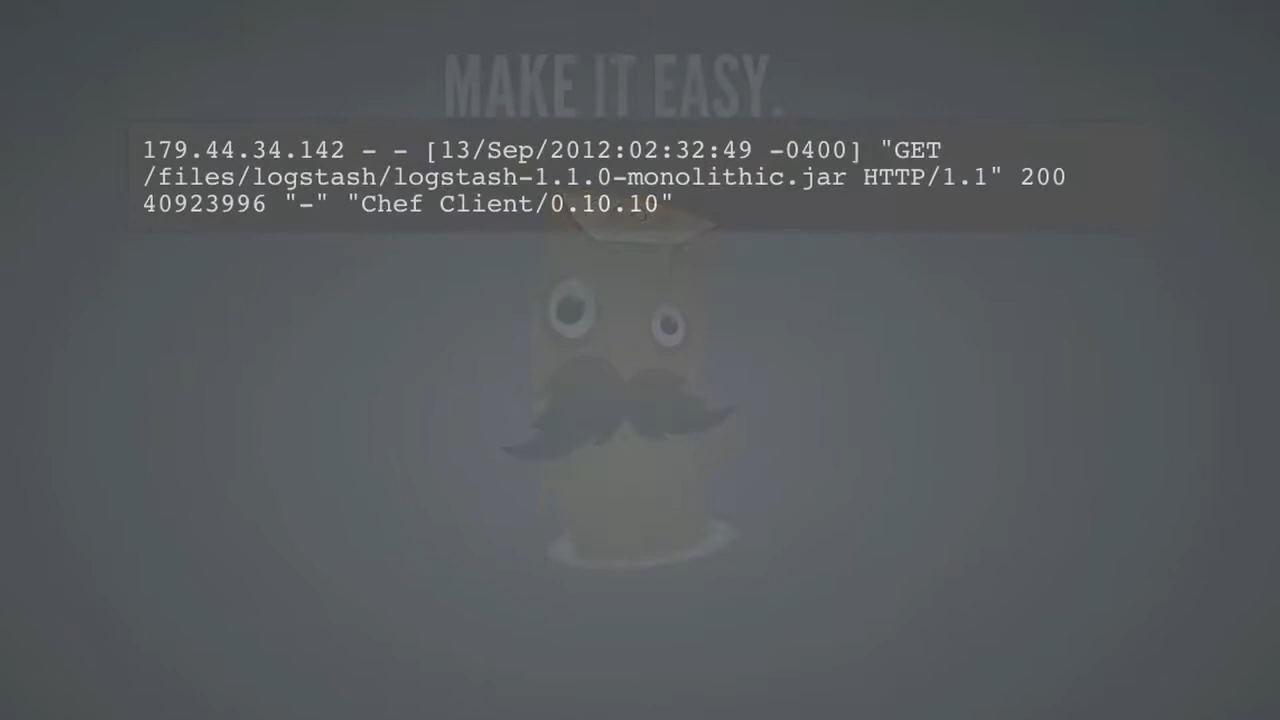 MAKE IT EASY.
179.44.34.142 - - [13/Sep/2012:02:32:49 -0400] "GET
/files/logstash/logstash-1.1.0-monolithic.jar HTTP/1.1" 200
40923996 "-" "Chef Client/0.10.10"